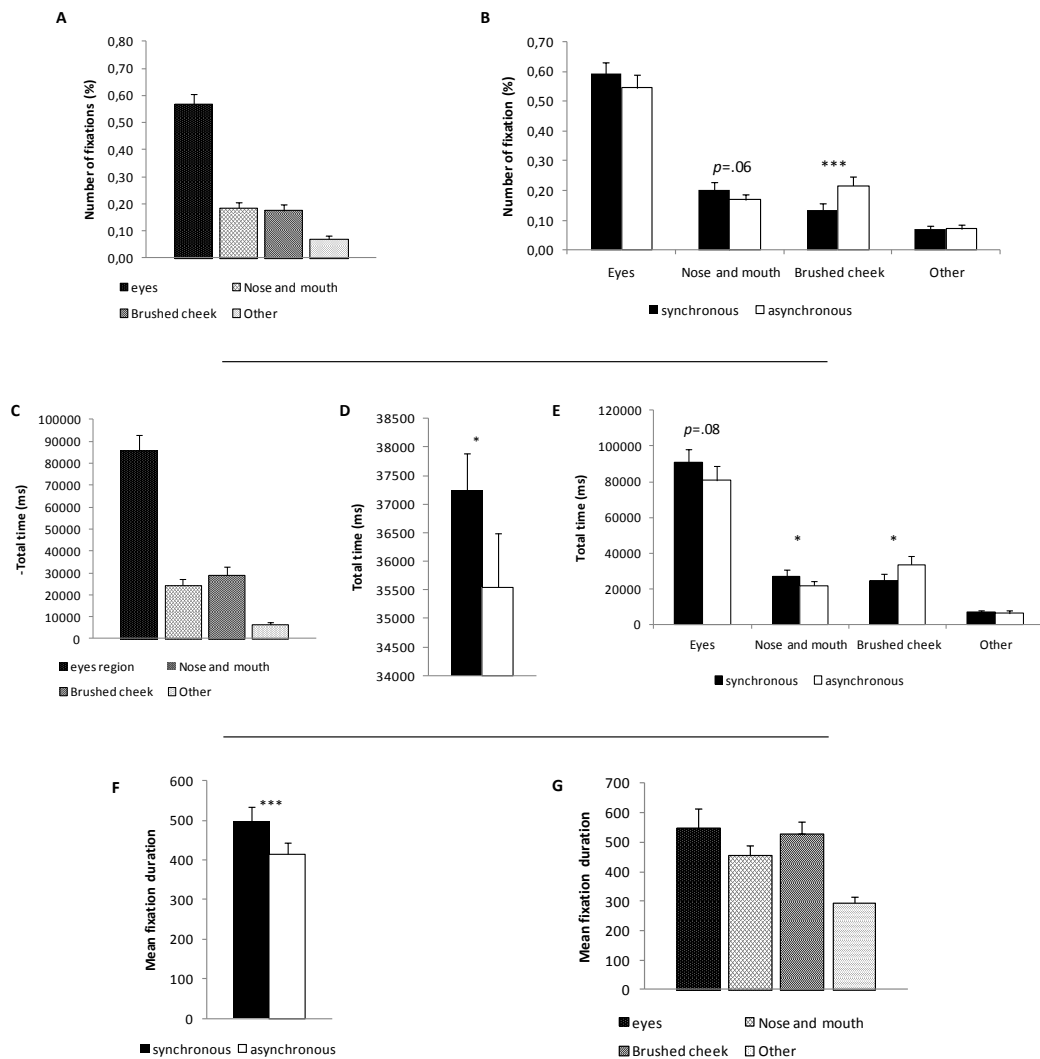 A
Number of fixations (%)
0,80
0,70
0,60
0,50
0,40
0,30
0,20
0,10
0,00
eyes
Nose and mouth
Brushed cheek
Other
B
Number of fixation (%)
0,70
0,60
0,50
0,40
0,30
0,20
0,10
0,00
p=.06
***
Eyes
Nose and mouth
Brushed cheek
Other
synchronous
asynchronous
C
-Total time (ms)
100000
90000
80000
70000
60000
50000
40000
30000
20000
10000
0
eyes region
Nose and mouth
Brushed cheek
Other
D
Total time (ms)
38500
38000
37500
37000
36500
36000
35500
35000
34500
34000
*
E
Total time (ms)
120000
100000
80000
60000
40000
20000
0
p=.08
*
*
Eyes
Nose and mouth
Brushed cheek
Other
synchronous
asynchronous
F
Mean fixation duration
600
500
400
300
200
100
0
***
synchronous
asynchronous
G
Mean fixation duration
700
600
500
400
300
200
100
0
eyes
Nose and mouth
Brushed cheek
Other